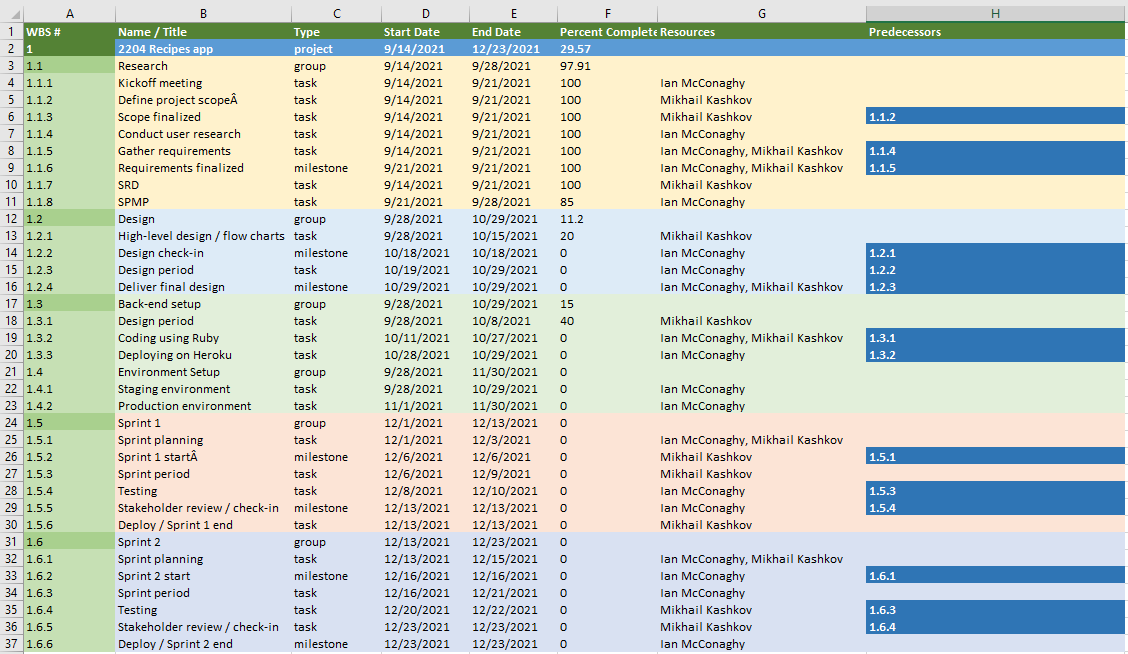 A B C D E F G H
1 WBS # Name / Title Type Start Date End Date Percent Complete Resources Predecessors
2 1 2204 Recipes app project 9/14/2021 12/23/2021 29.57
3 1.1 Research group 9/14/2021 9/28/2021 97.91
4 1.1.1 Kickoff meeting task 9/14/2021 9/21/2021 100 Ian McConaghy
5 1.1.2 Define project scopeÂ task 9/14/2021 9/21/2021 100 Mikhail Kashkov
6 1.1.3 Scope finalized task 9/14/2021 9/21/2021 100 Mikhail Kashkov 1.1.2
7 1.1.4 Conduct user research task 9/14/2021 9/21/2021 100 Ian McConaghy
8 1.1.5 Gather requirements task 9/14/2021 9/21/2021 100 Ian McConaghy, Mikhail Kashkov 1.1.4
9 1.1.6 Requirements finalized milestone 9/21/2021 9/21/2021 100 Ian McConaghy, Mikhail Kashkov 1.1.5
10 1.1.7 SRD task 9/14/2021 9/21/2021 100 Mikhail Kashkov
11 1.1.8 SPMP task 9/21/2021 9/28/2021 85 Ian McConaghy
12 1.2 Design group 9/28/2021 10/29/2021 11.2
13 1.2.1 High-level design / flow charts task 9/28/2021 10/15/2021 20 Mikhail Kashkov
14 1.2.2 Design check-in milestone 10/18/2021 10/18/2021 0 Ian McConaghy 1.2.1
15 1.2.3 Design period task 10/19/2021 10/29/2021 0 Ian McConaghy 1.2.2
16 1.2.4 Deliver final design milestone 10/29/2021 10/29/2021 0 Ian McConaghy, Mikhail Kashkov 1.2.3
17 1.3 Back-end setup group 9/28/2021 10/29/2021 15
18 1.3.1 Design period task 9/28/2021 10/8/2021 40 Mikhail Kashkov
19 1.3.2 Coding using Ruby task 10/11/2021 10/27/2021 0 Ian McConaghy, Mikhail Kashkov 1.3.1
20 1.3.3 Deploying on Heroku task 10/28/2021 10/29/2021 0 Ian McConaghy 1.3.2
21 1.4 Environment Setup group 9/28/2021 11/30/2021 0
22 1.4.1 Staging environment task 9/28/2021 10/29/2021 0 Ian McConaghy
23 1.4.2 Production environment task 11/1/2021 11/30/2021 0 Ian McConaghy
24 1.5 Sprint 1 group 12/1/2021 12/13/2021 0
25 1.5.1 Sprint planning task 12/1/2021 12/3/2021 0 Ian McConaghy, Mikhail Kashkov
26 1.5.2 Sprint 1 startÂ milestone 12/6/2021 12/6/2021 0 Mikhail Kashkov 1.5.1
27 1.5.3 Sprint period task 12/6/2021 12/9/2021 0 Mikhail Kashkov
28 1.5.4 Testing task 12/8/2021 12/10/2021 0 Ian McConaghy 1.5.3
29 1.5.5 Stakeholder review / check-in milestone 12/13/2021 12/13/2021 0 Ian McConaghy 1.5.4
30 1.5.6 Deploy / Sprint 1 end task 12/13/2021 12/13/2021 0 Mikhail Kashkov
31 1.6 Sprint 2 group 12/13/2021 12/23/2021 0
32 1.6.1 Sprint planning task 12/13/2021 12/15/2021 0 Ian McConaghy, Mikhail Kashkov
33 1.6.2 Sprint 2 start milestone 12/16/2021 12/16/2021 0 Ian McConaghy 1.6.1
34 1.6.3 Sprint period task 12/16/2021 12/21/2021 0 Ian McConaghy
35 1.6.4 Testing task 12/20/2021 12/22/2021 0 Mikhail Kashkov 1.6.3
36 1.6.5 Stakeholder review / check-in task 12/23/2021 12/23/2021 0 Mikhail Kashkov 1.6.4
37 1.6.6 Deploy / Sprint 2 end milestone 12/23/2021 12/23/2021 0 Ian McConaghy